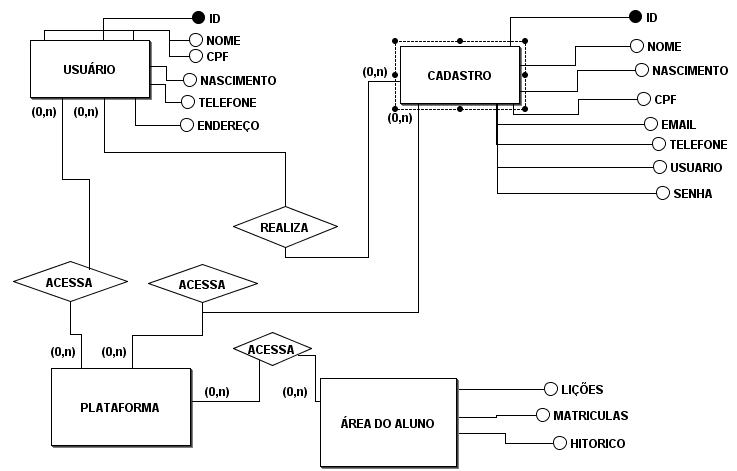 ID
NOME
CPF
USUÁRIO
NASCIMENTO
TELEFONE
(0,n)
(0,n)
ENDEREÇO
ID
NOME
(0,n)
CADASTRO
NASCIMENTO
CPF
(0,n)
EMAIL
TELEFONE
USUARIO
SENHA
REALIZA
ACESSA
ACESSA
(0,n)
(0,n)
ACESSA
PLATAFORMA
(0,n)
(0,n)
ÁREA DO ALUNO
LIÇÕES
MATRICULAS
HITORICO